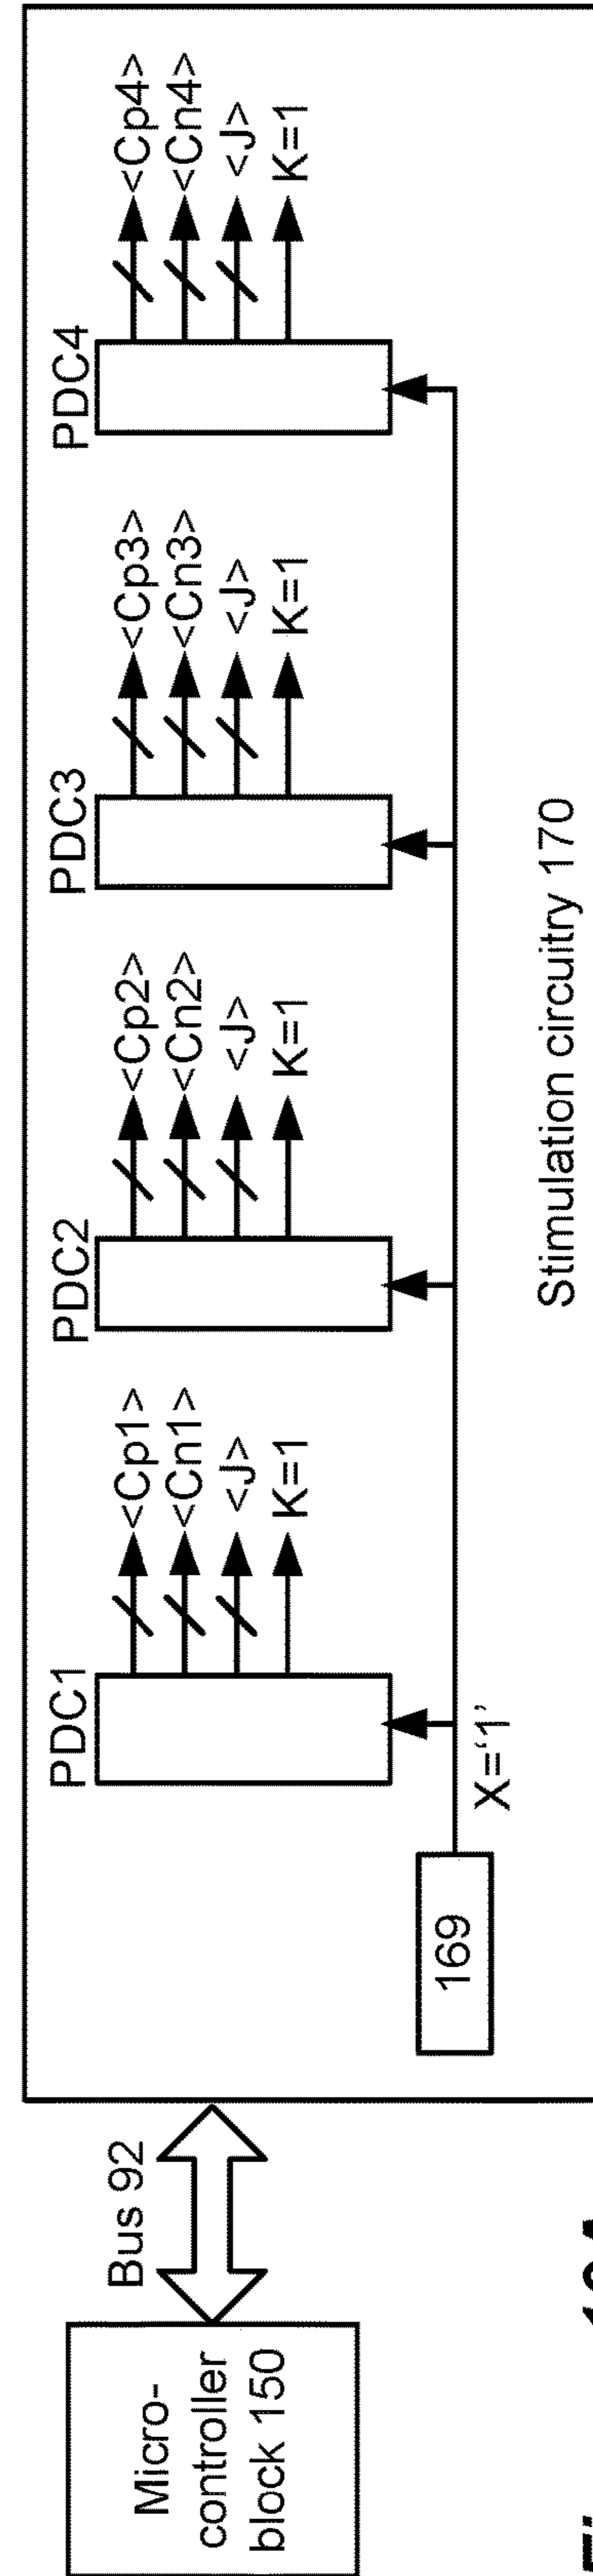 Micro-
controller
block 150
Bus 92
169
X='1'
PDC1
<Cp1>
<Cn1>
<J>
K=1
PDC2
<Cp2>
<Cn2>
<J>
K=1
PDC3
<Cp3>
<Cn3>
<J>
K=1
PDC4
<Cp4>
<Cn4>
<J>
K=1
Stimulation circuitry 170